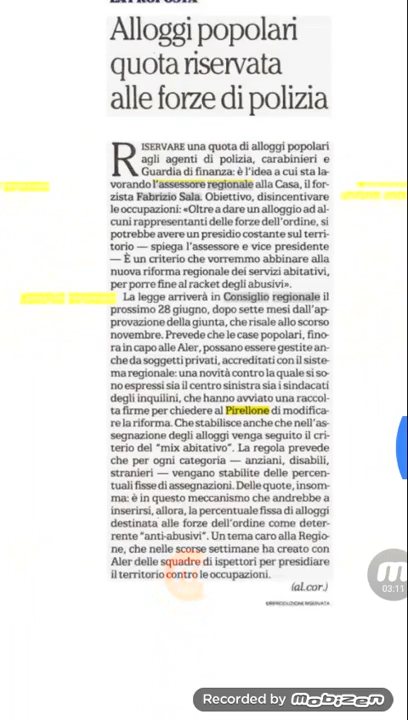 LA PROPOSTA
Alloggi popolari
quota riservata
alle forze di polizia
RISERVARE una quota di alloggi popolari
agli agenti di polizia, carabinieri e
Guardia di finanza: è l'idea a cui sta la-
vorando l'assessore regionale alla Casa, il for-
zista Fabrizio Sala. Obiettivo, disincentivare
le occupazioni: «Oltre a dare un alloggio ad al-
cuni rappresentanti delle forze dell'ordine, si
potrebbe avere un presidio costante sul terri-
torio — spiega l'assessore e vice presidente
— È un criterio che vorremmo abbinare alla
nuova riforma regionale dei servizi abitativi,
per porre fine al racket degli abusivi».
La legge arriverà in Consiglio regionale il
prossimo 28 giugno, dopo sette mesi dall'ap-
provazione della giunta, che risale allo scorso
novembre. Prevede che le case popolari, fino-
ra in capo alle Aler, possano essere gestite an-
che da soggetti privati, accreditati con il siste-
ma regionale: una novità contro la quale si so-
no espressi sia il centro sinistra sia i sindacati
degli inquilini, che hanno avviato una raccol-
ta firme per chiedere al Pirellone di modifica-
re la riforma. Che stabilisce anche che nell'as-
segnazione degli alloggi venga seguito il cri-
terio del "mix abitativo". La regola prevede
che per ogni categoria — anziani, disabili,
stranieri — vengano stabilite delle percen-
tuali fisse di assegnazioni. Delle quote, insom-
ma: è in questo meccanismo che andrebbe a
inserirsi, allora, la percentuale fissa di alloggi
destinata alle forze dell'ordine come deter-
rente "anti-abusivi". Un tema caro alla Regio-
ne, che nelle scorse settimane ha creato con
Aler delle squadre di ispettori per presidiare
il territorio contro le occupazioni.
(al.cor.)
©RIPRODUZIONE RISERVATA
03:11
Recorded by Mobizen